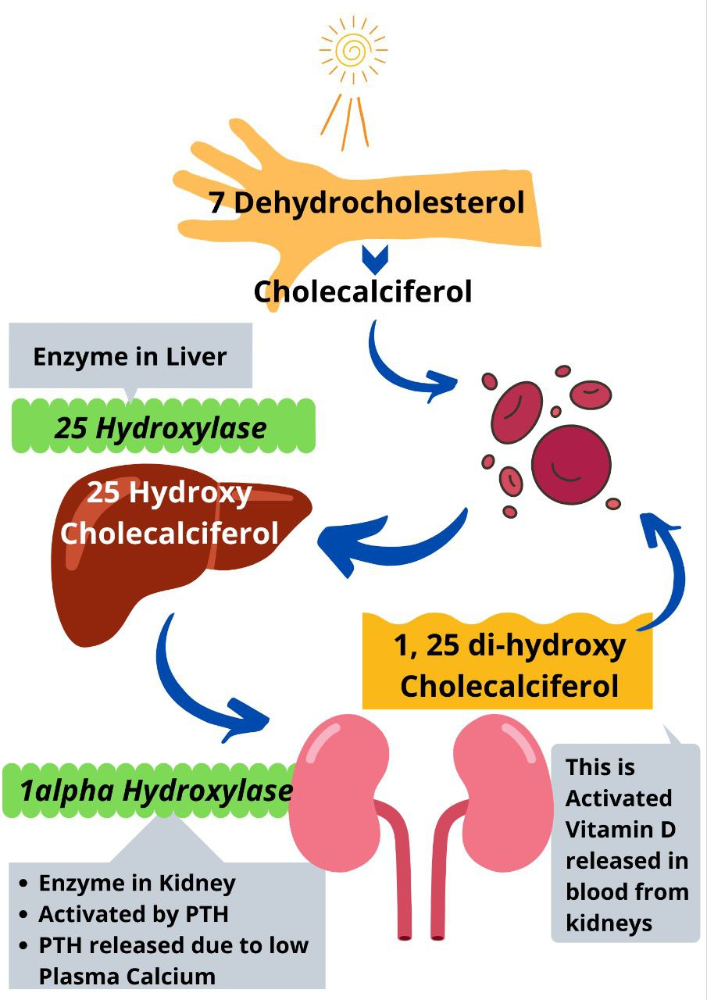 7 Dehydrocholesterol
Cholecalciferol
Enzyme in Liver
25 Hydroxylase
25 Hydroxy
Cholecalciferol
1, 25 di-hydroxy
Cholecalciferol
1alpha Hydroxylase
This is
Activated
Vitamin D
released in
blood from
kidneys
• Enzyme in Kidney
• Activated by PTH
• PTH released due to low
Plasma Calcium